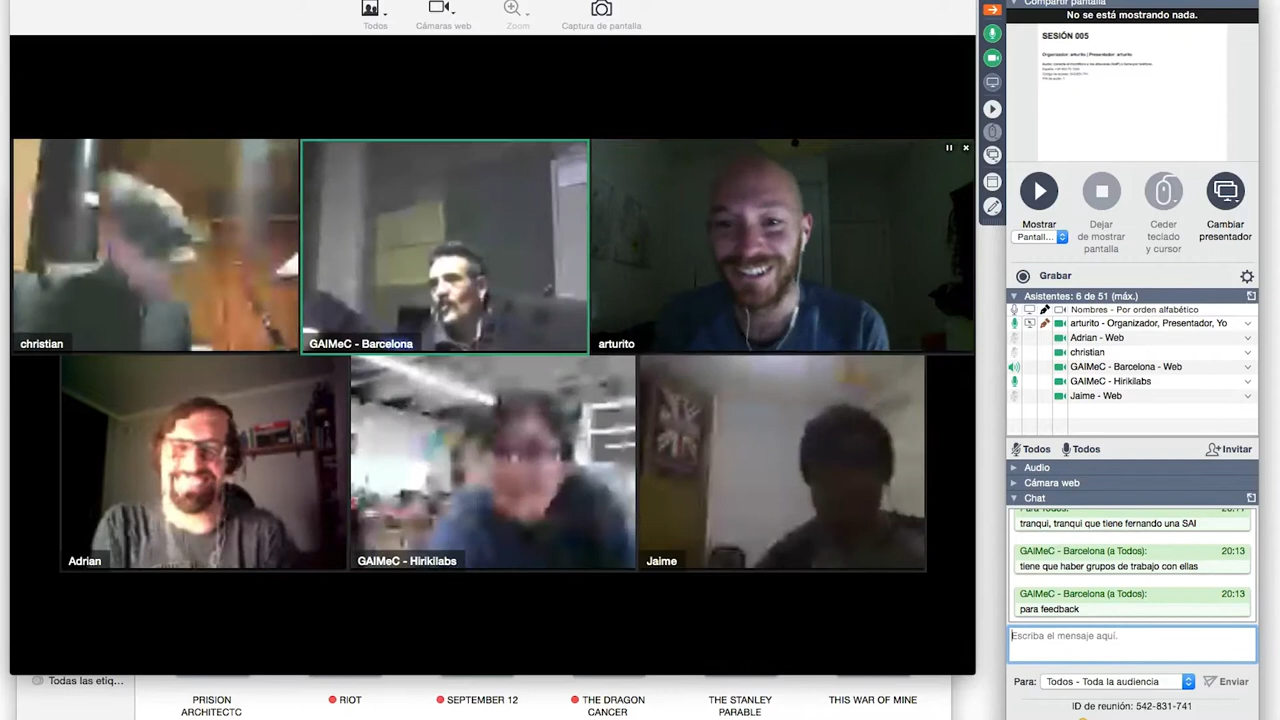 Todos
Cámaras web
Zoom
Captura de pantalla
christian
GAIMeC - Barcelona
arturito
Adrian
GAIMeC - Hirikilabs
Jaime
Todas las etiq...
PRISION
ARCHITECTC
RIOT
SEPTEMBER 12
THE DRAGON
CANCER
THE STANLEY
PARABLE
THIS WAR OF MINE
Compartir pantalla
No se está mostrando nada.
SESIÓN 005
Organizador: arturito | Presentador: arturito
Mostrar
Pantall...
Dejar
de mostrar
pantalla
Ceder
teclado
y cursor
Cambiar
presentador
Grabar
Asistentes: 6 de 51 (máx.)
Nombres - Por orden alfabético
arturito - Organizador, Presentador, Yo
Adrian - Web
christian
GAIMeC - Barcelona - Web
GAIMeC - Hirikilabs
Jaime - Web
Todos
Todos
Invitar
Audio
Cámara web
Chat
tranqui, tranqui que tiene fernando una SAI
GAIMeC - Barcelona (a Todos): 20:13
tiene que haber grupos de trabajo con ellas
GAIMeC - Barcelona (a Todos): 20:13
para feedback
Escriba el mensaje aquí.
Para: Todos - Toda la audiencia Enviar
ID de reunión: 542-831-741